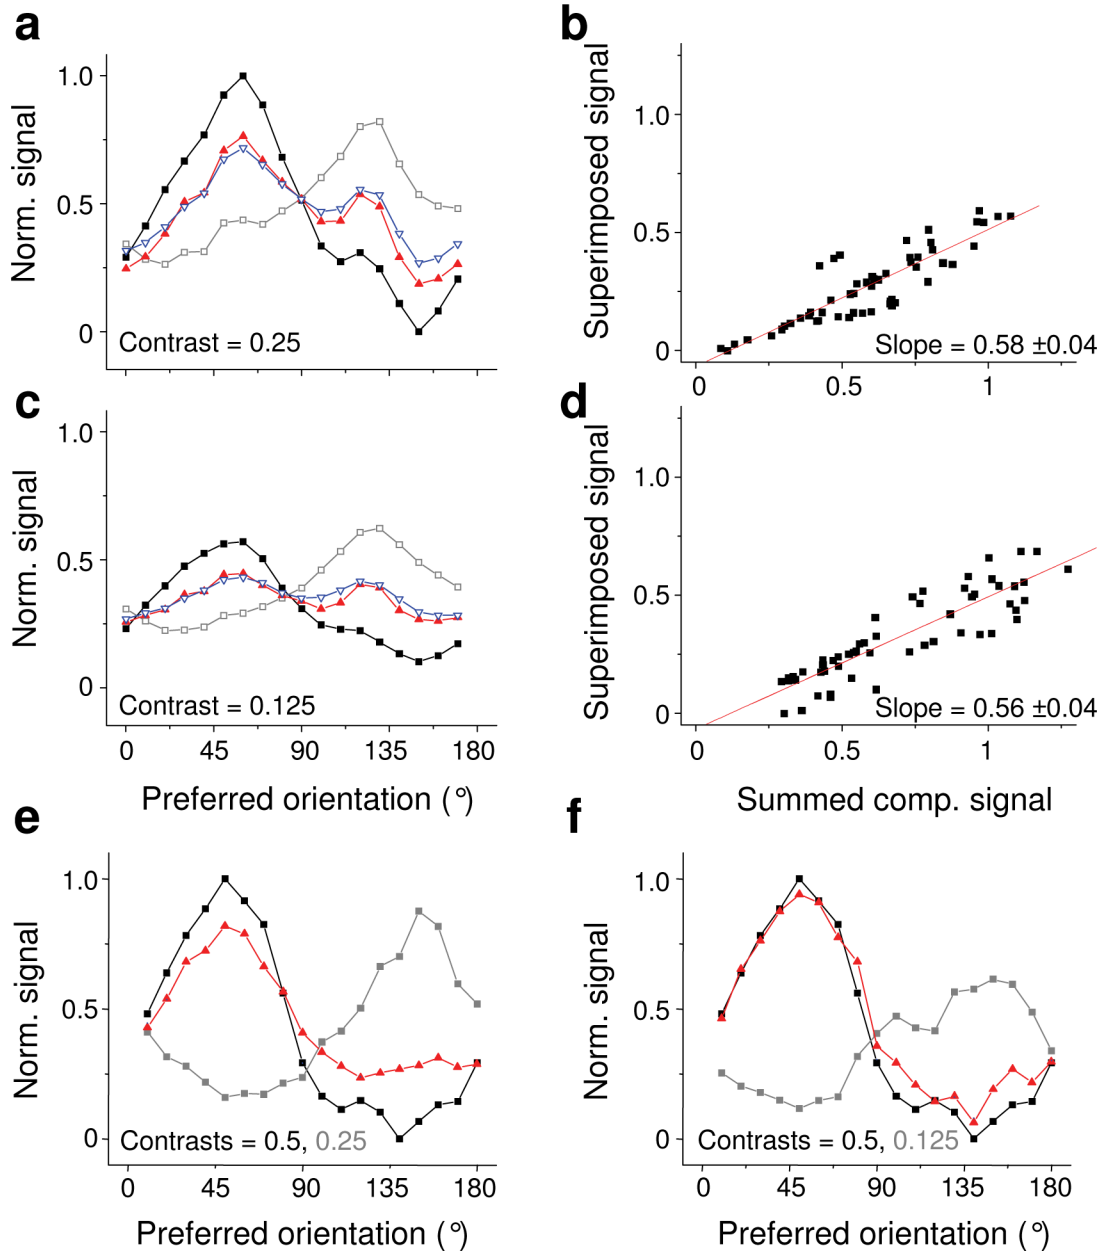 a
Norm. signal
1.0
0.5
0
Contrast = 0.25
b
Superimposed signal
1.0
0.5
0
Slope = 0.58 ±0.04
0 0.5 1
c
Norm. signal
1.0
0.5
0
Contrast = 0.125
0 45 90 135 180
Preferred orientation (°)
d
Superimposed signal
1.0
0.5
0
Slope = 0.56 ±0.04
0 0.5 1
Summed comp. signal
e
Norm. signal
1.0
0.5
0
Contrasts = 0.5, 0.25
0 45 90 135 180
Preferred orientation (°)
f
Norm. signal
1.0
0.5
0
Contrasts = 0.5, 0.125
0 45 90 135 180
Preferred orientation (°)